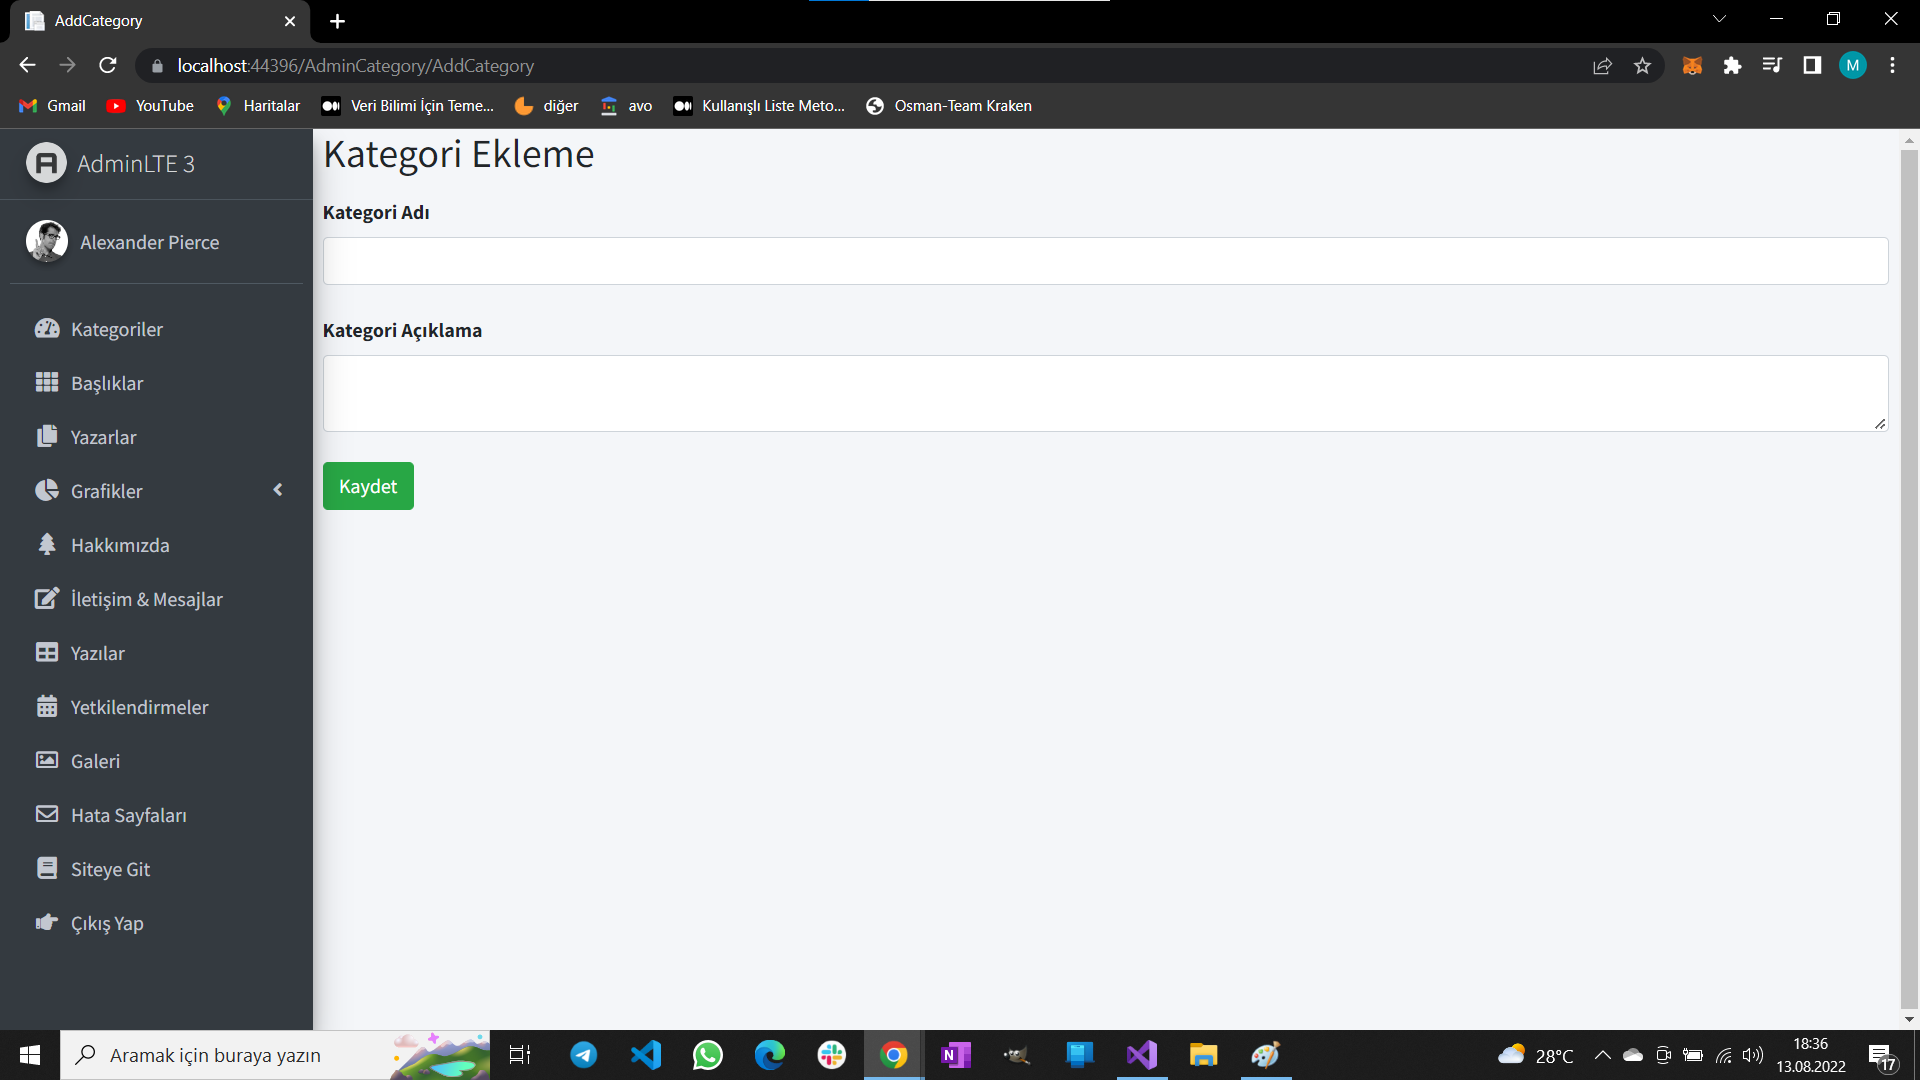 AddCategory
localhost:44396/AdminCategory/AddCategory
M
Gmail
YouTube
Haritalar
Veri Bilimi İçin Teme...
diğer
avo
Kullanışlı Liste Meto...
Osman-Team Kraken
AdminLTE 3
Alexander Pierce
Kategoriler
Başlıklar
Yazarlar
Grafikler
Hakkımızda
İletişim & Mesajlar
Yazılar
Yetkilendirmeler
Galeri
Hata Sayfaları
Siteye Git
Çıkış Yap
Kategori Ekleme
Kategori Adı
Kategori Açıklama
Kaydet
Aramak için buraya yazın
N
28°C
18:36
13.08.2022
17